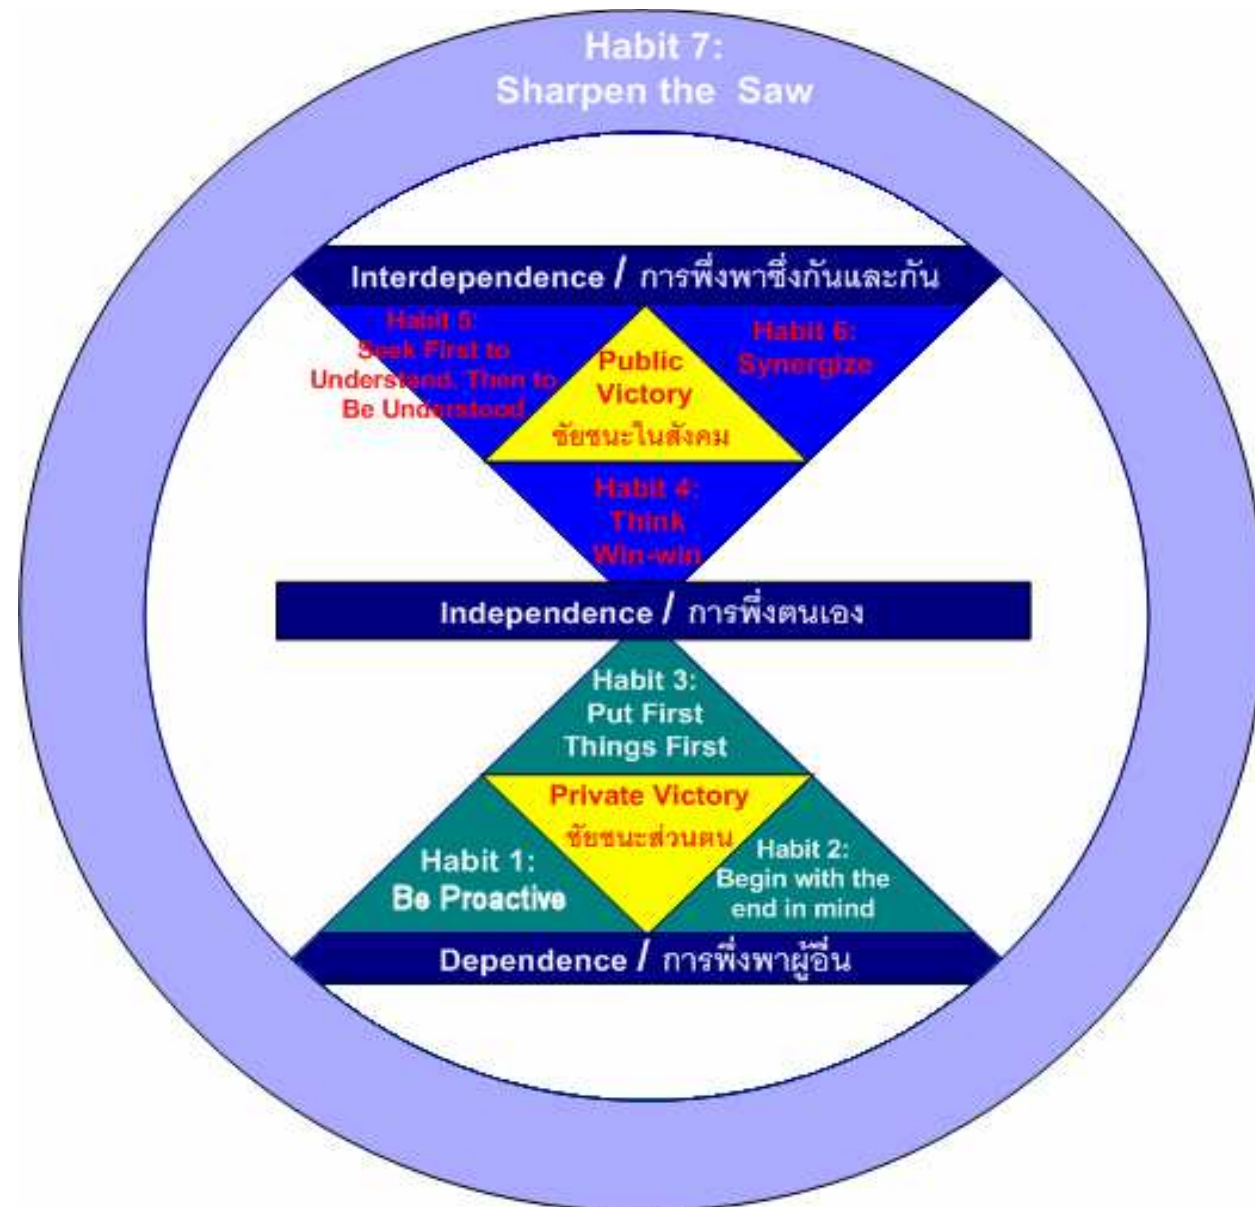 Habit 7:
Sharpen the Saw
Interdependence / การพึ่งพาซึ่งกันและกัน
Habit 5:
Seek First to
Understand, Then to
Be Understood
Public
Victory
ชัยชนะในสังคม
Habit 6:
Synergize
Habit 4:
Think
Win-win
Independence / การพึ่งตนเอง
Habit 3:
Put First
Things First
Private Victory
ชัยชนะส่วนตน
Habit 1:
Be Proactive
Habit 2:
Begin with the
end in mind
Dependence / การพึ่งพาผู้อื่น